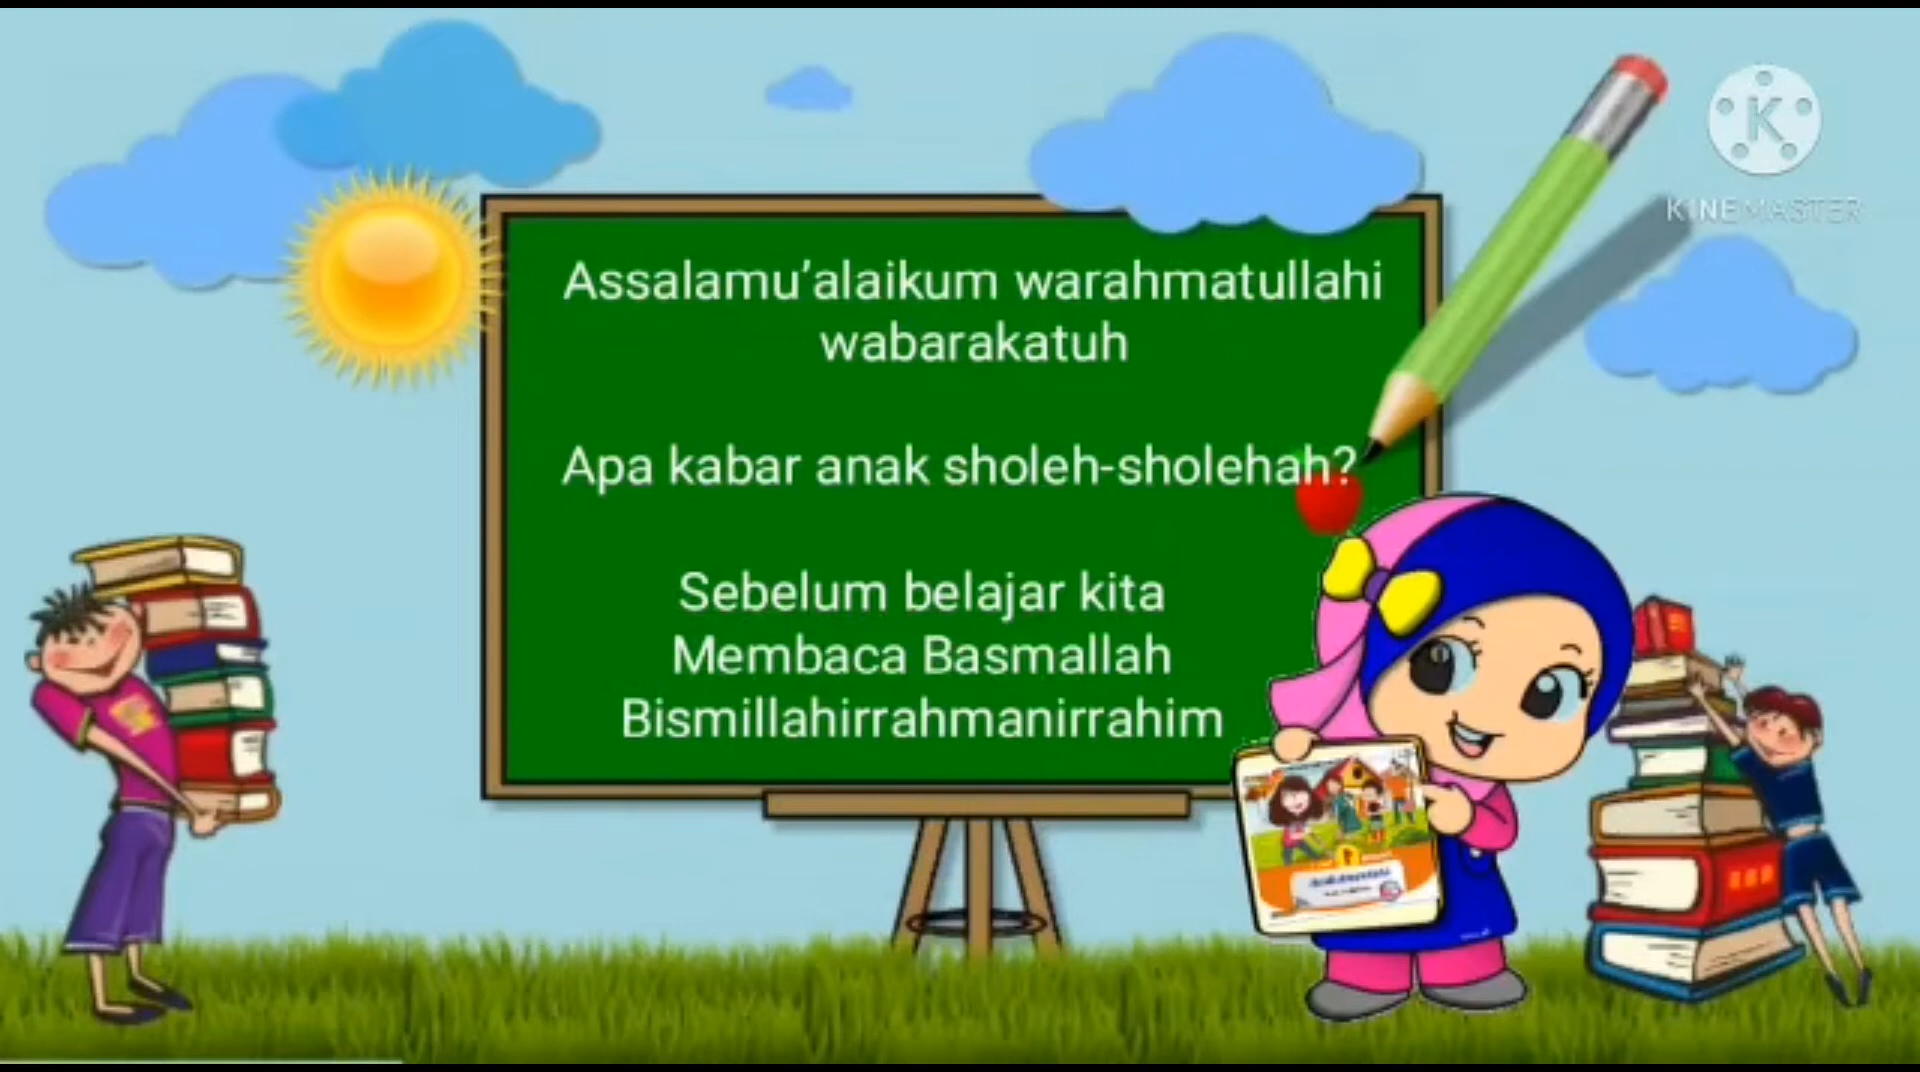 Assalamu’alaikum warahmatullahi
wabarakatuh
Apa kabar anak sholeh-sholehah?
Sebelum belajar kita
Membaca Basmallah
Bismillahirrahmanirrahim
K
KINEMASTER